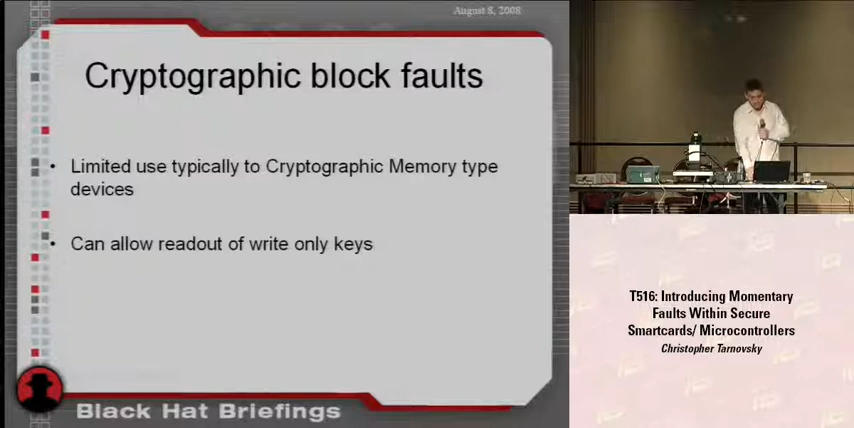 August 8, 2008
Cryptographic block faults
• Limited use typically to Cryptographic Memory type
devices
• Can allow readout of write only keys
Black Hat Briefings
T516: Introducing Momentary
Faults Within Secure
Smartcards/ Microcontrollers
Christopher Tarnovsky